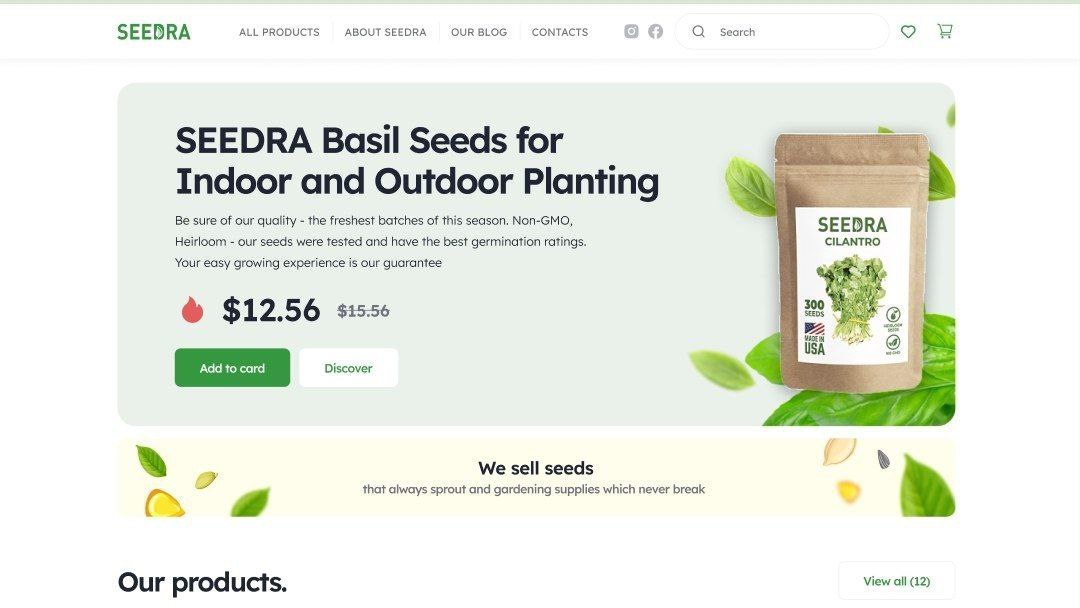 SEEDRA
ALL PRODUCTS
ABOUT SEEDRA
OUR BLOG
CONTACTS
Search
SEEDRA Basil Seeds for
Indoor and Outdoor Planting
Be sure of our quality - the freshest batches of this season. Non-GMO,
Heirloom - our seeds were tested and have the best germination ratings.
Your easy growing experience is our guarantee
$12.56 $15.56
Add to card
Discover
SEEDRA
CILANTRO
300
SEEDS
MADE IN
USA
HEIRLOOM
SEEDS
NON GMO
We sell seeds
that always sprout and gardening supplies which never break
Our products.
View all (12)